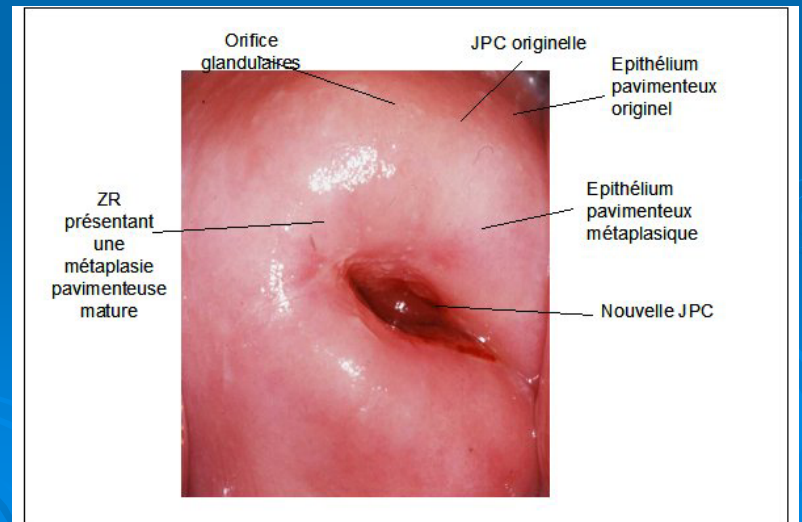 Orifice
glandulaires
JPC originelle
Epithélium
pavimenteux
originel
ZR
présentant
une
métaplasie
pavimenteuse
mature
Epithélium
pavimenteux
métaplasique
Nouvelle JPC